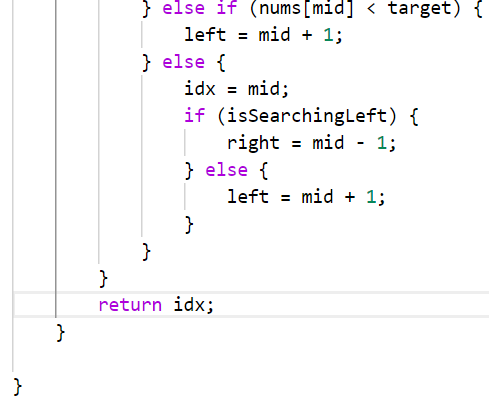 } else if (nums[mid] < target) {
left = mid + 1;
} else {
idx = mid;
if (isSearchingLeft) {
right = mid - 1;
} else {
left = mid + 1;
}
}
}
return idx;
}
}